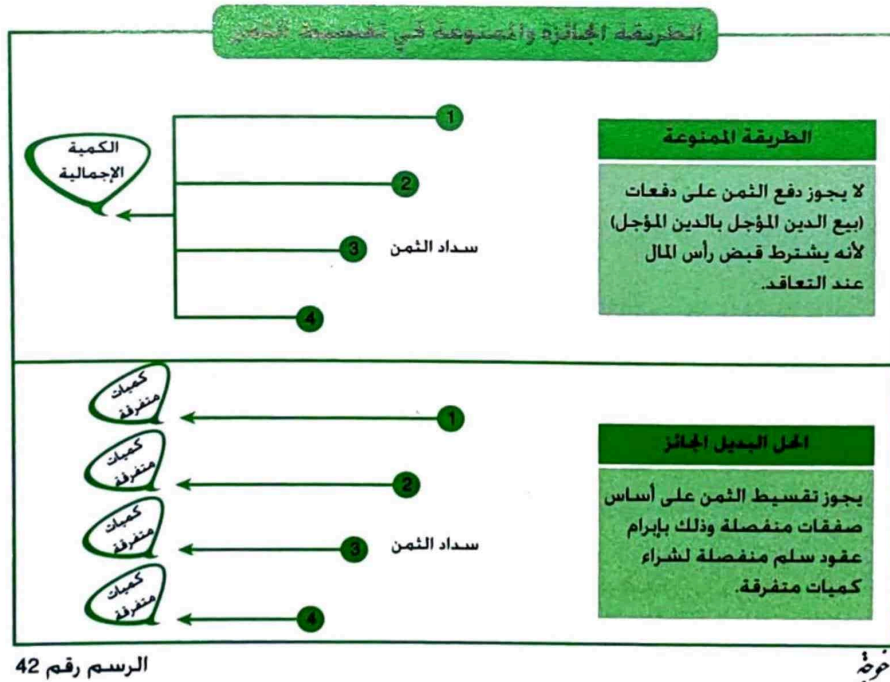 الطريقة الجائزة والممنوعة في تقسيط الثمن
الطريقة الممنوعة
لا يجوز دفع الثمن على دفعات
(بيع الدين المؤجل بالدين المؤجل)
لأنه يشترط قبض رأس المال
عند التعاقد.
1
2
3 سداد الثمن
4
الكمية
الإجمالية
الحل البديل الجائز
يجوز تقسيط الثمن على أساس
صفقات منفصلة وذلك بإبرام
عقود سلم منفصلة لشراء
كميات متفرقة.
1
كميات
متفرقة
2
كميات
متفرقة
3 سداد الثمن
كميات
متفرقة
4
كميات
متفرقة
الرسم رقم 42